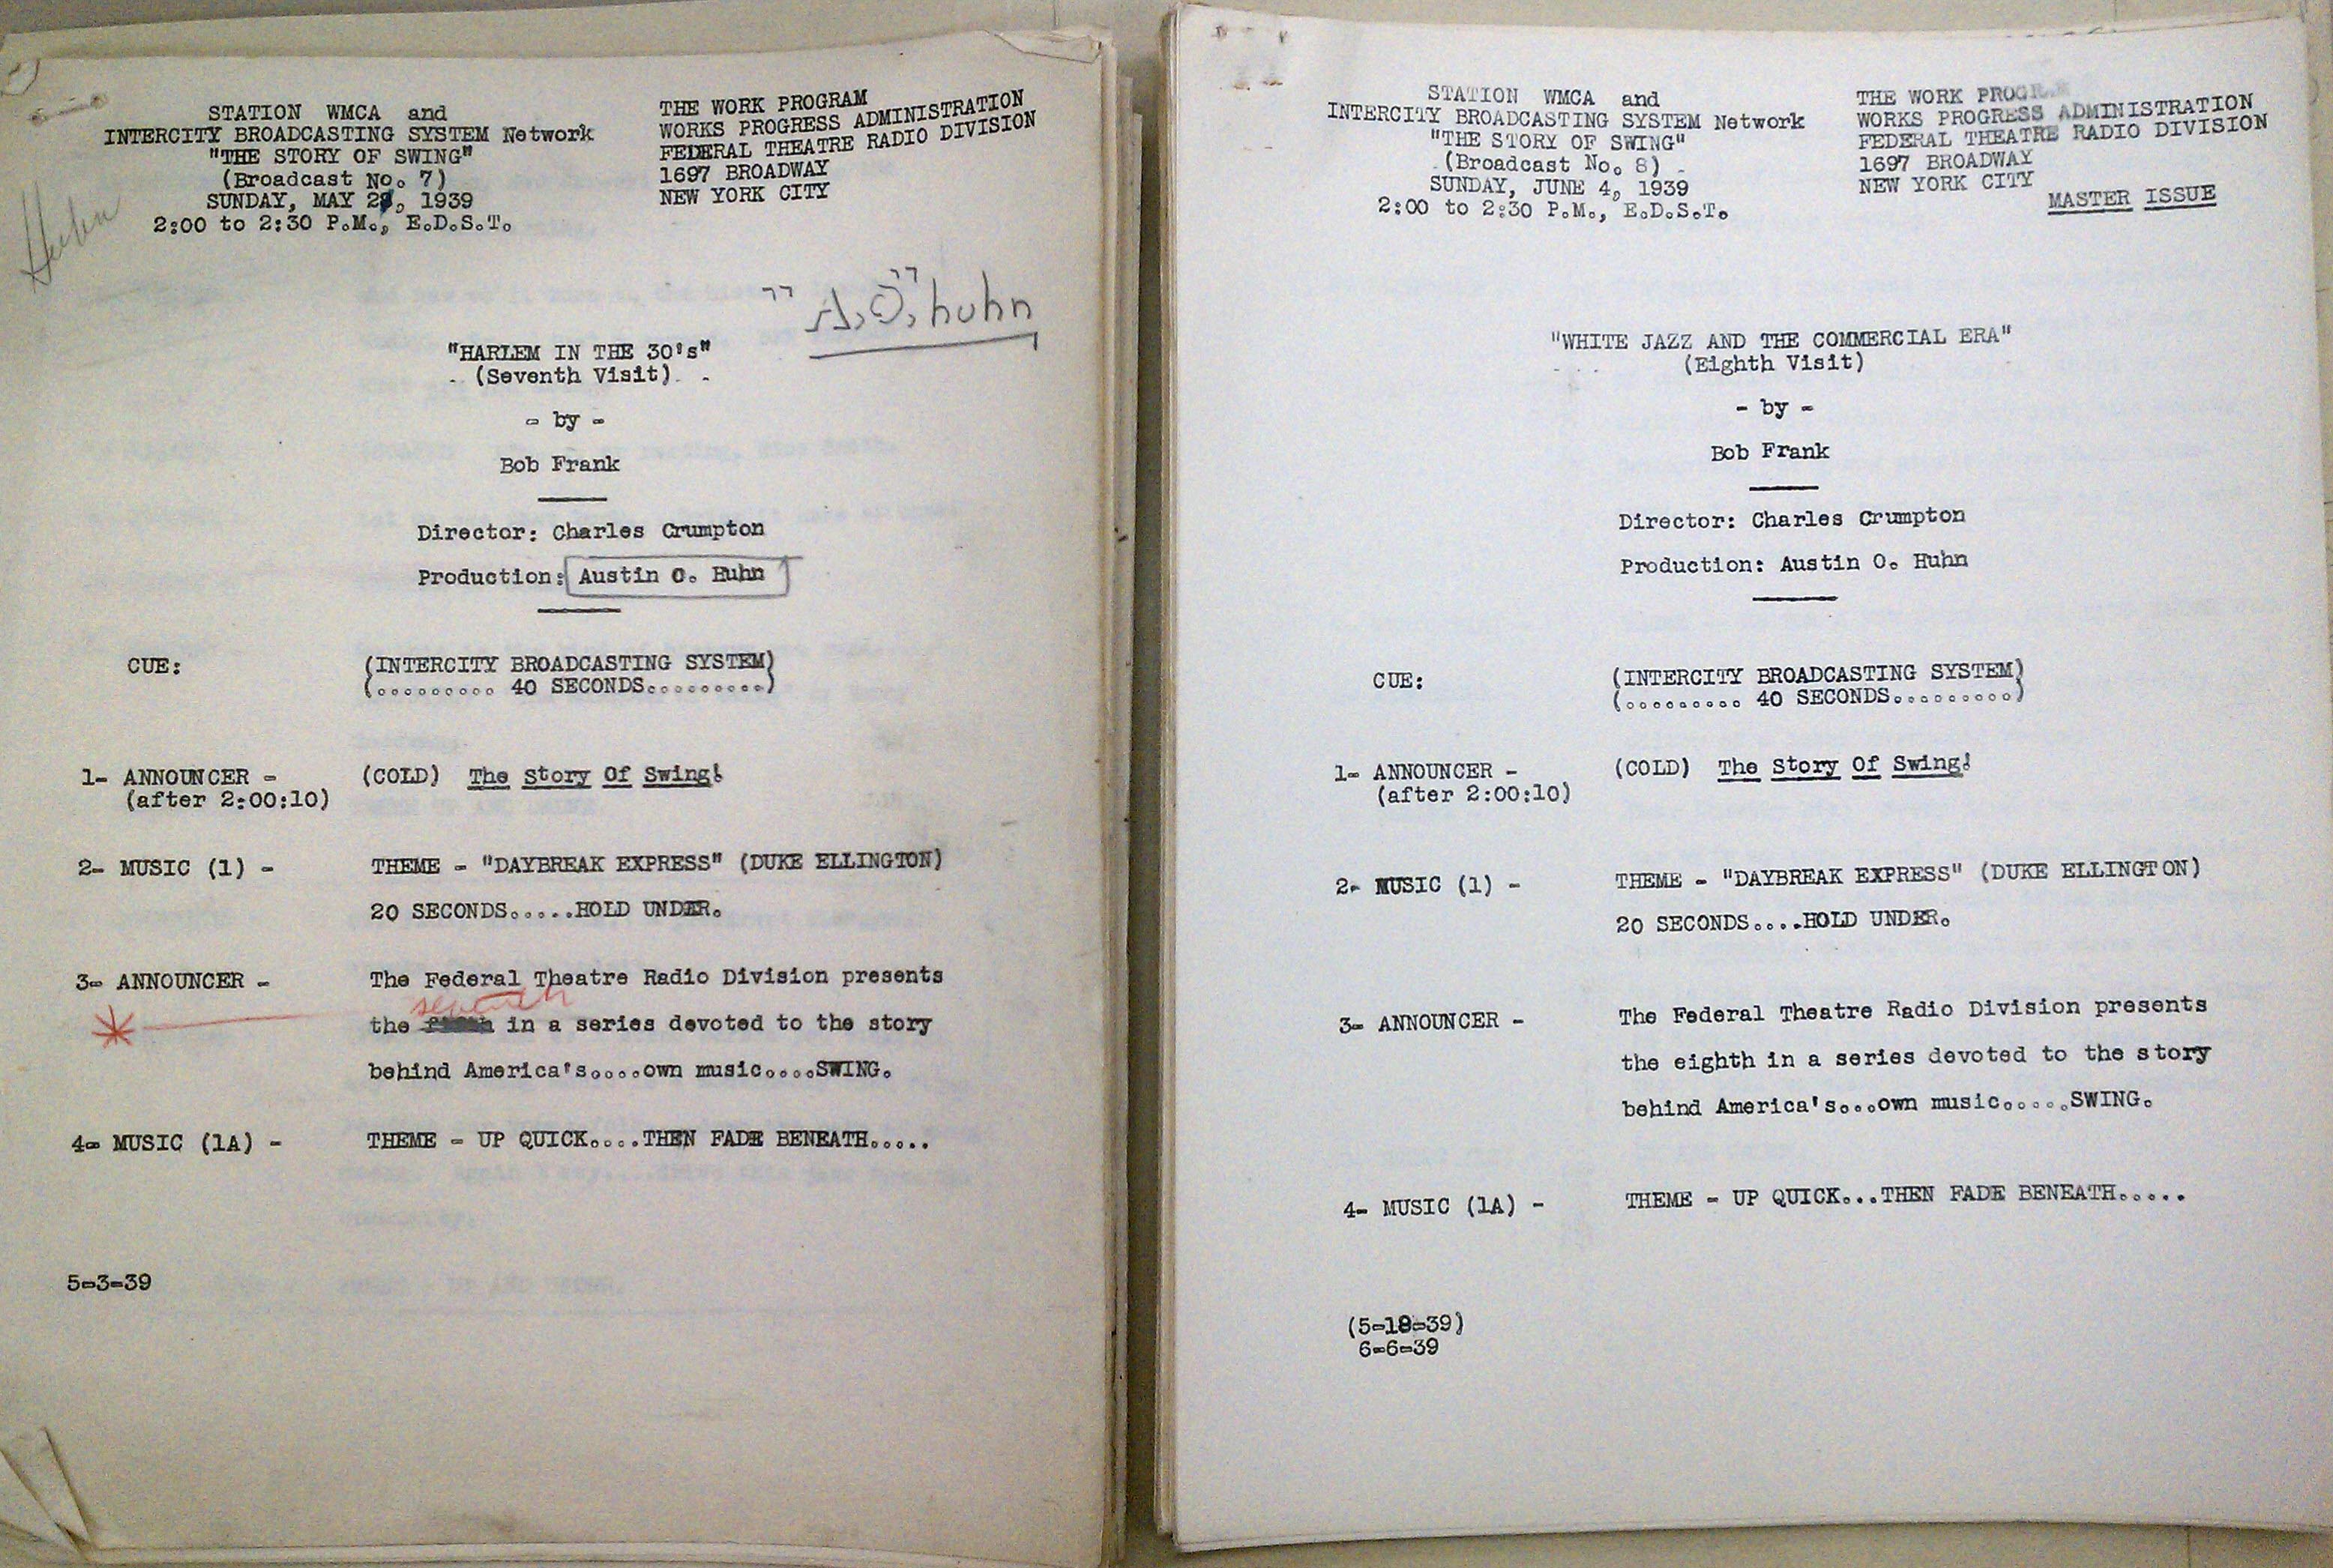 STATION WMCA and
INTERCITY BROADCASTING SYSTEM Network
"THE STORY OF SWING"
(Broadcast No. 7)
SUNDAY, MAY 28, 1939
2:00 to 2:30 P.M., E.D.S.T.
THE WORK PROGRAM
WORKS PROGRESS ADMINISTRATION
FEDERAL THEATRE RADIO DIVISION
1697 BROADWAY
NEW YORK CITY
Huhn
"A.O." huhn
"HARLEM IN THE 30's"
(Seventh Visit)
- by -
Bob Frank
Director: Charles Crumpton
Production: Austin O. Huhn
CUE: (INTERCITY BROADCASTING SYSTEM)
(......... 40 SECONDS..........)
1- ANNOUNCER - (COLD) The Story Of Swing!
(after 2:00:10)
2- MUSIC (1) - THEME - "DAYBREAK EXPRESS" (DUKE ELLINGTON)
20 SECONDS.....HOLD UNDER.
3- ANNOUNCER - The Federal Theatre Radio Division presents
seventh
the in a series devoted to the story
behind America's....own music....SWING.
4- MUSIC (1A) - THEME - UP QUICK....THEN FADE BENEATH.....
5-3-39
STATION WMCA and
INTERCITY BROADCASTING SYSTEM Network
"THE STORY OF SWING"
(Broadcast No. 8)
SUNDAY, JUNE 4, 1939
2:00 to 2:30 P.M., E.D.S.T.
THE WORK PROGRAM
WORKS PROGRESS ADMINISTRATION
FEDERAL THEATRE RADIO DIVISION
1697 BROADWAY
NEW YORK CITY
MASTER ISSUE
"WHITE JAZZ AND THE COMMERCIAL ERA"
(Eighth Visit)
- by -
Bob Frank
Director: Charles Crumpton
Production: Austin O. Huhn
CUE: (INTERCITY BROADCASTING SYSTEM)
(......... 40 SECONDS..........)
1- ANNOUNCER - (COLD) The Story Of Swing!
(after 2:00:10)
2- MUSIC (1) - THEME - "DAYBREAK EXPRESS" (DUKE ELLINGTON)
20 SECONDS....HOLD UNDER.
3- ANNOUNCER - The Federal Theatre Radio Division presents
the eighth in a series devoted to the story
behind America's...own music.....SWING.
4- MUSIC (1A) - THEME - UP QUICK...THEN FADE BENEATH.....
(5-18-39)
6-6-39